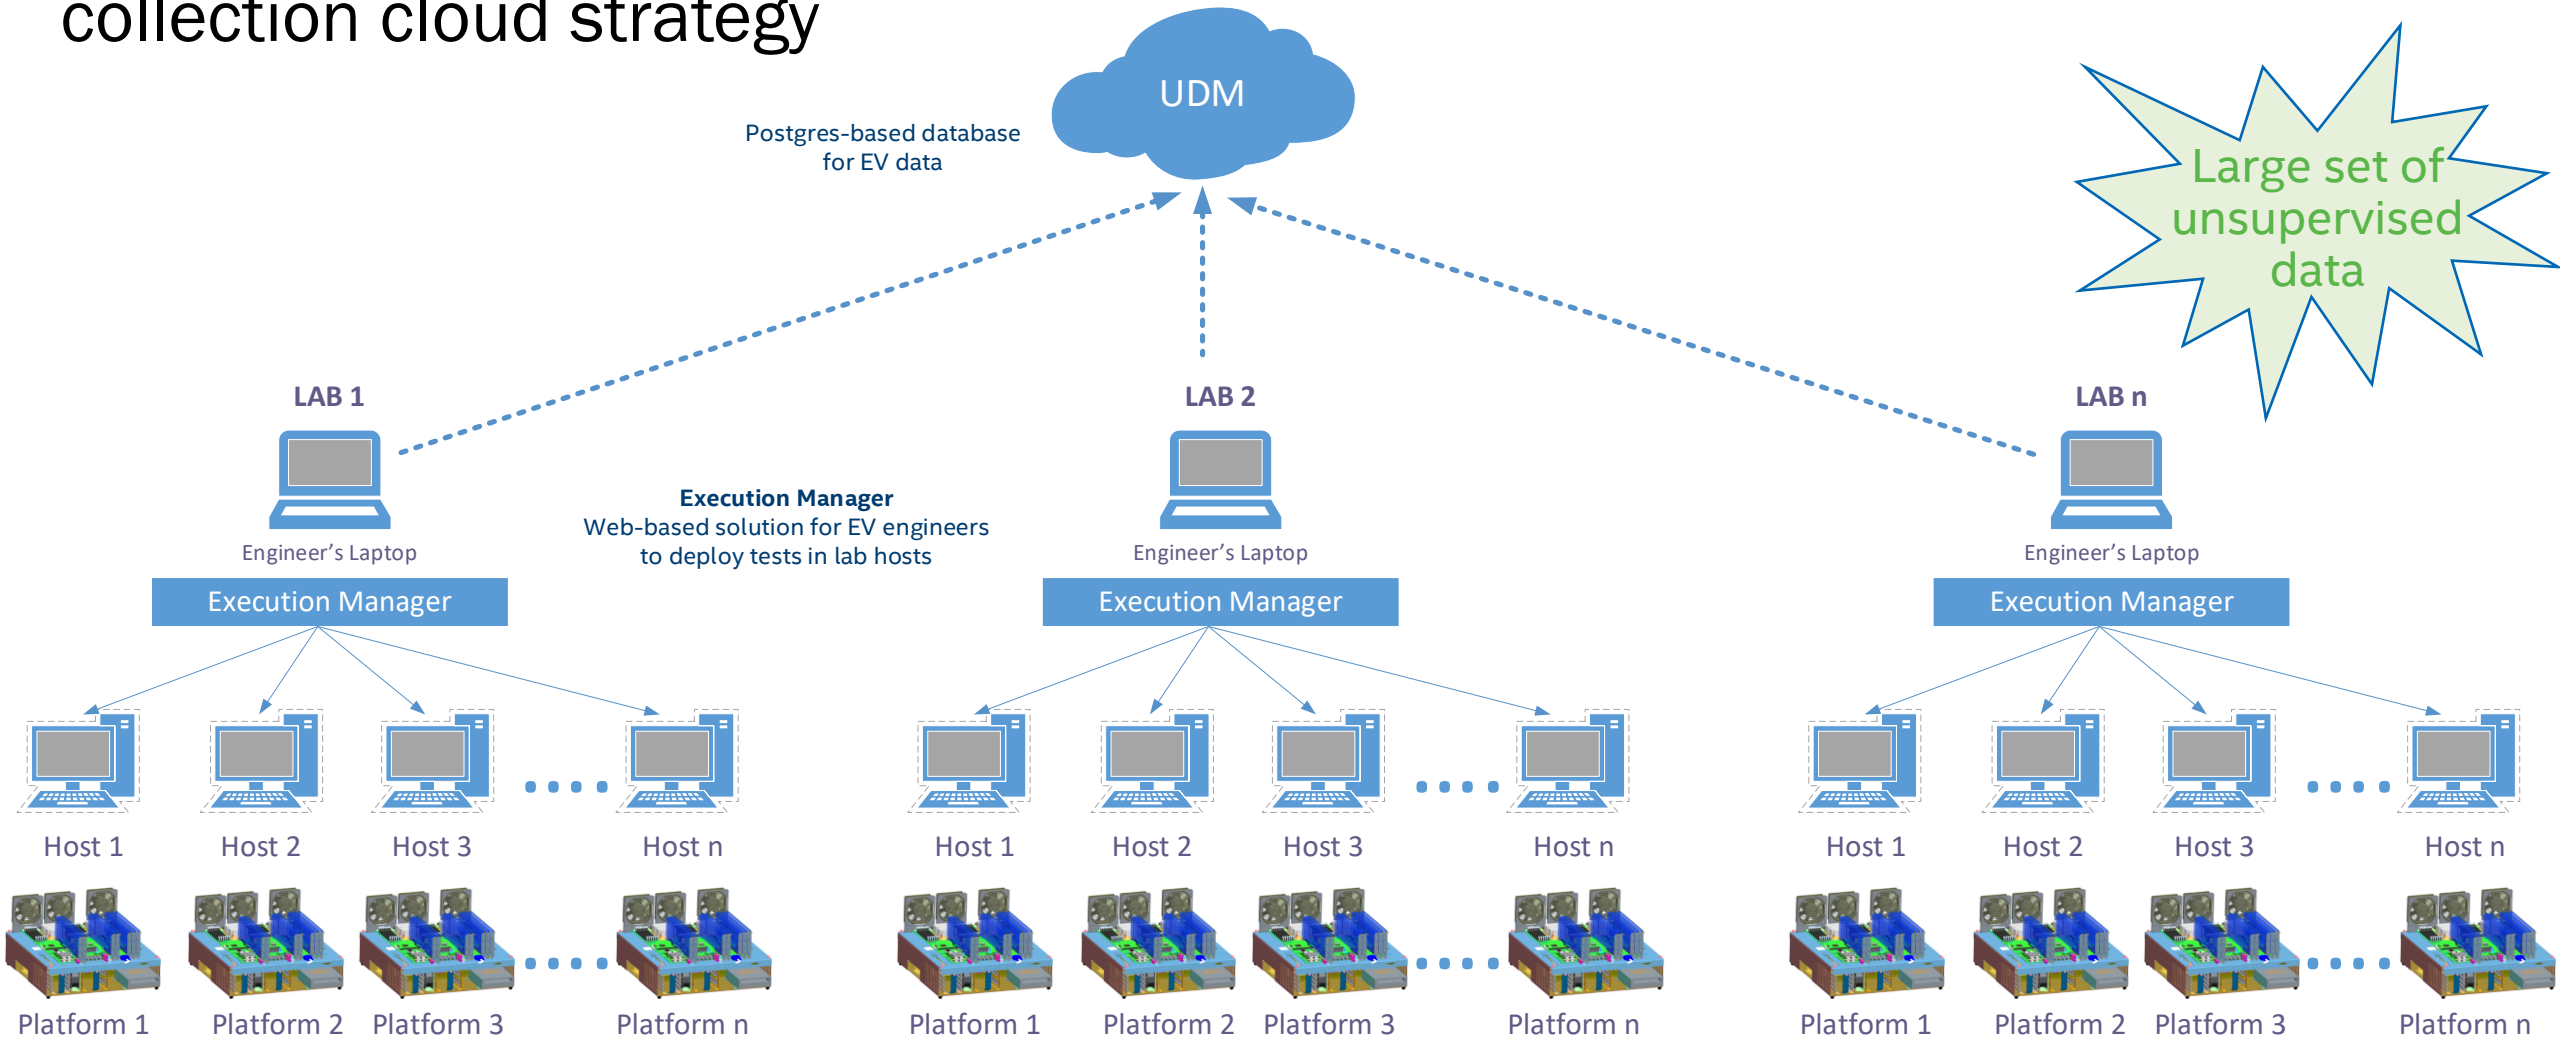 collection cloud strategy
UDM
Postgres-based database
for EV data
Large set of
unsupervised
data
LAB 1
LAB 2
LAB n
Execution Manager
Web-based solution for EV engineers
to deploy tests in lab hosts
Engineer's Laptop
Engineer's Laptop
Engineer's Laptop
Execution Manager
Execution Manager
Execution Manager
Host 1
Host 2
Host 3
Host n
Host 1
Host 2
Host 3
Host n
Host 1
Host 2
Host 3
Host n
Platform 1
Platform 2
Platform 3
Platform n
Platform 1
Platform 2
Platform 3
Platform n
Platform 1
Platform 2
Platform 3
Platform n